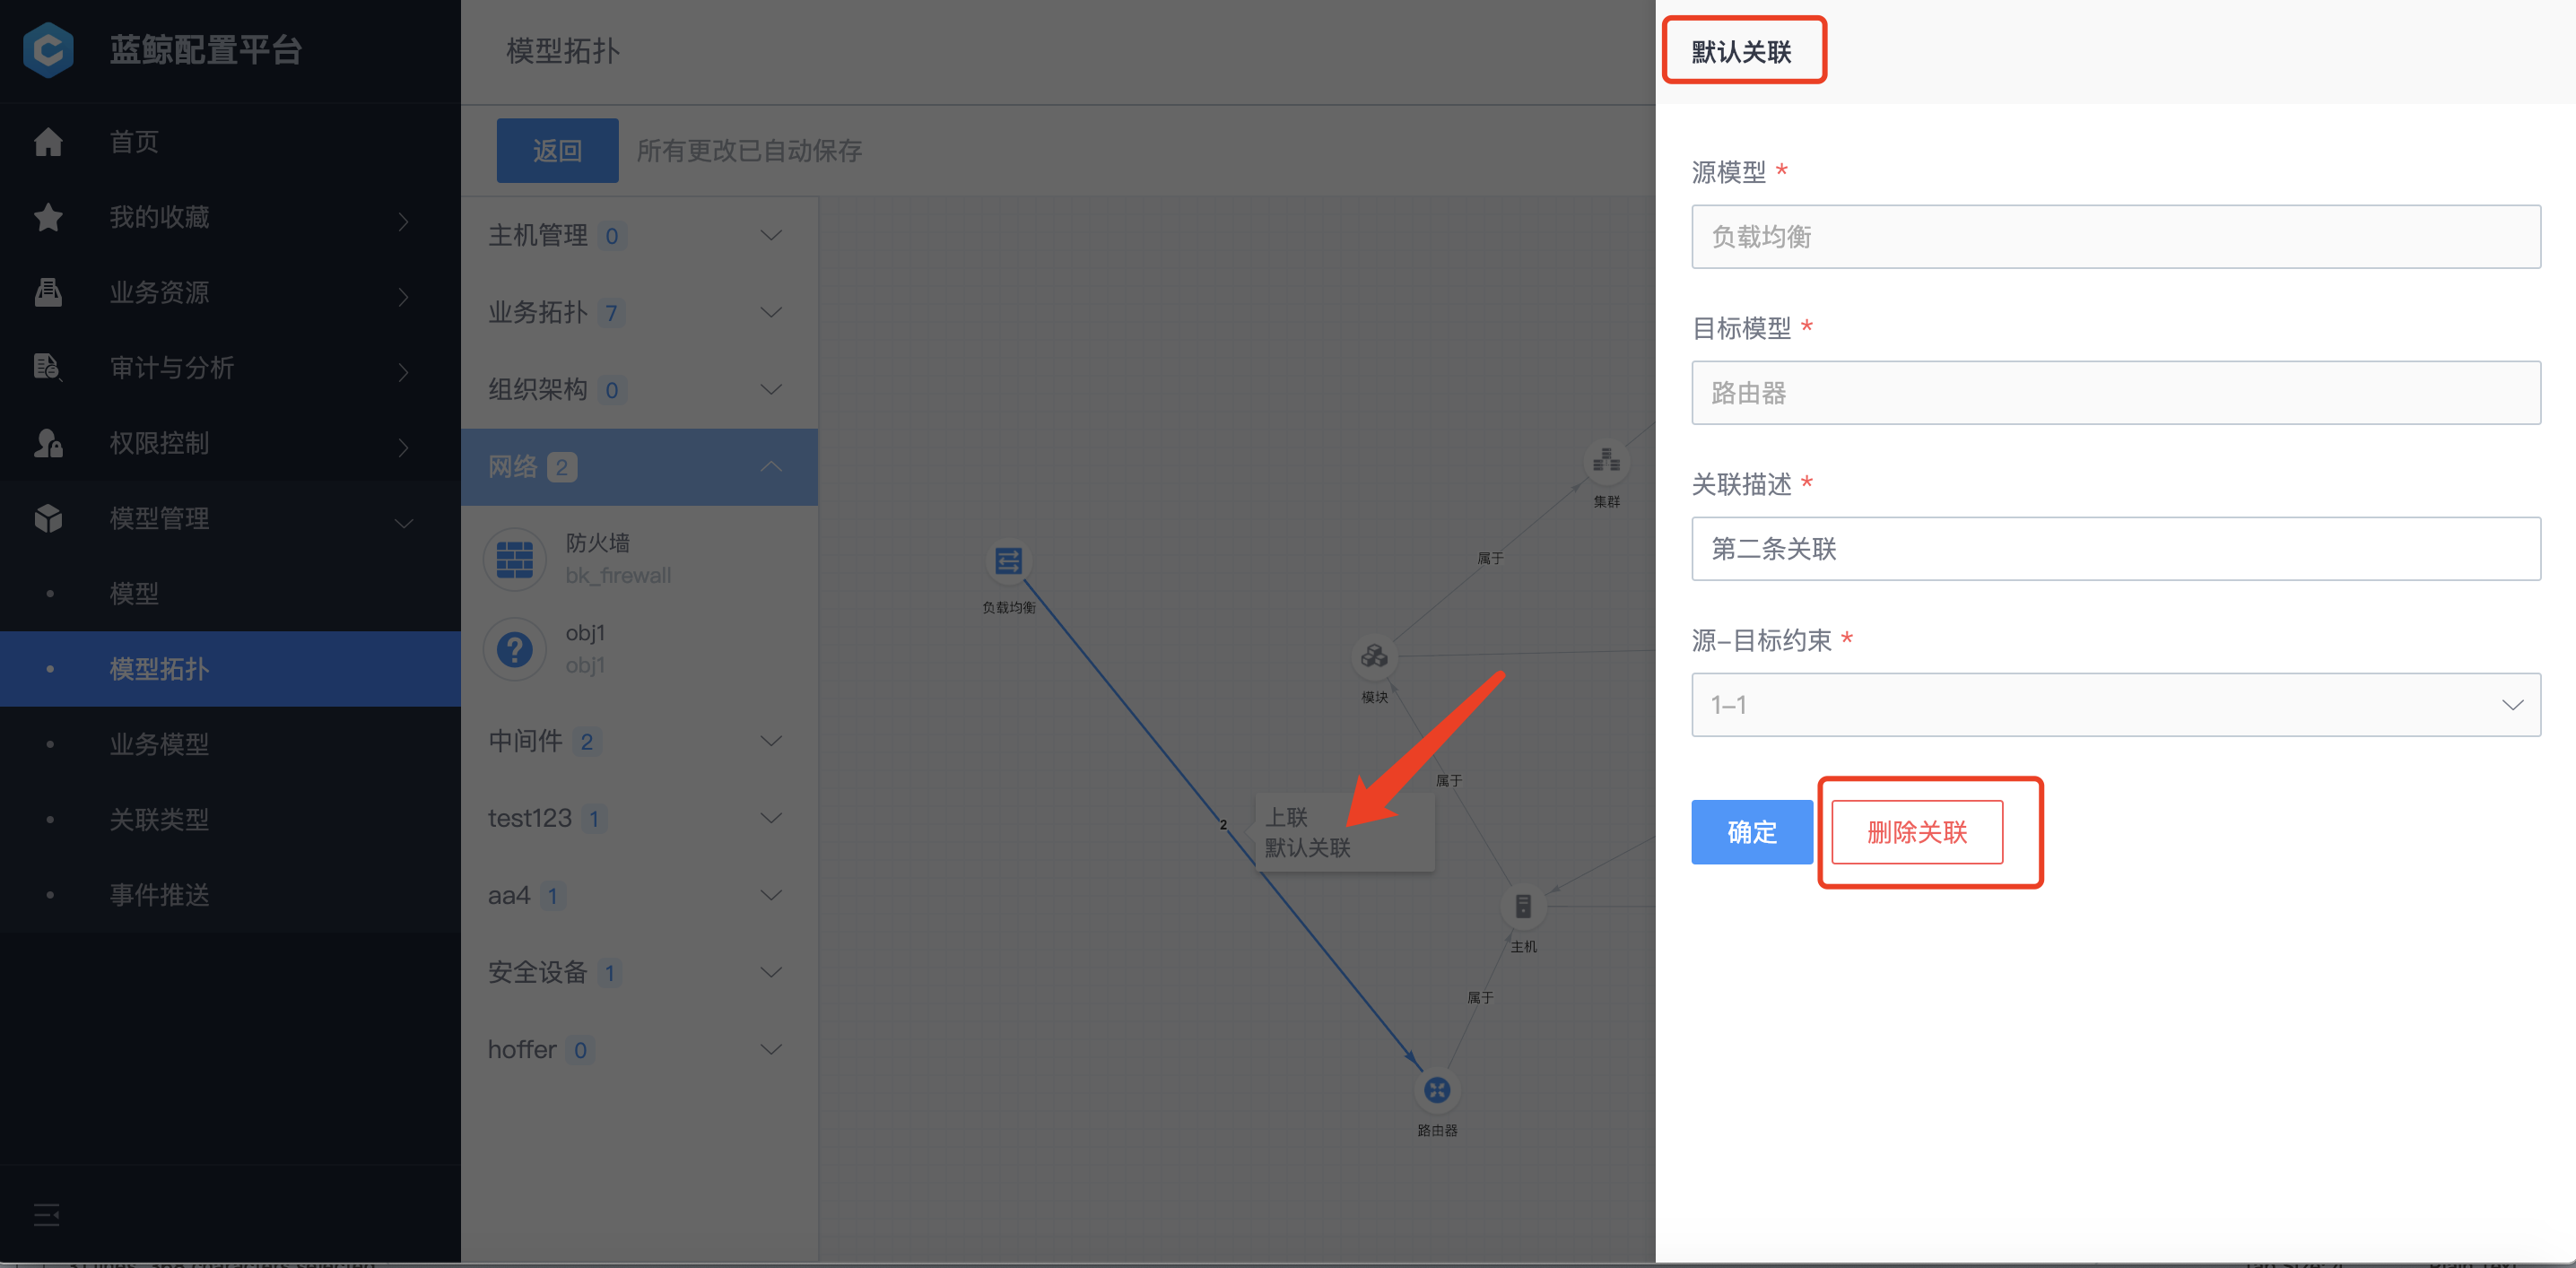 蓝鲸配置平台
首页
我的收藏
业务资源
审计与分析
权限控制
模型管理
模型
模型拓扑
业务模型
关联类型
事件推送
模型拓扑
返回 所有更改已自动保存
主机管理 0
业务拓扑 7
组织架构 0
网络 2
防火墙
bk_firewall
obj1
obj1
中间件 2
test123 1
aa4 1
安全设备 1
hoffer 0
集群
属于
负载均衡
模块
属于
2
上联
默认关联
主机
属于
路由器
默认关联
源模型 *
负载均衡
目标模型 *
路由器
关联描述 *
第二条关联
源-目标约束 *
1-1
确定 删除关联